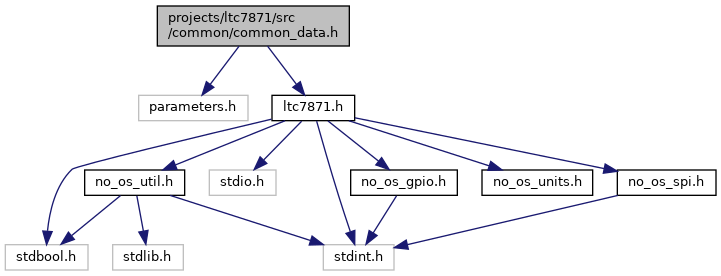 projects/ltc7871/src
/common/common_data.h
parameters.h
ltc7871.h
no_os_util.h
stdio.h
no_os_gpio.h
no_os_units.h
no_os_spi.h
stdbool.h
stdlib.h
stdint.h